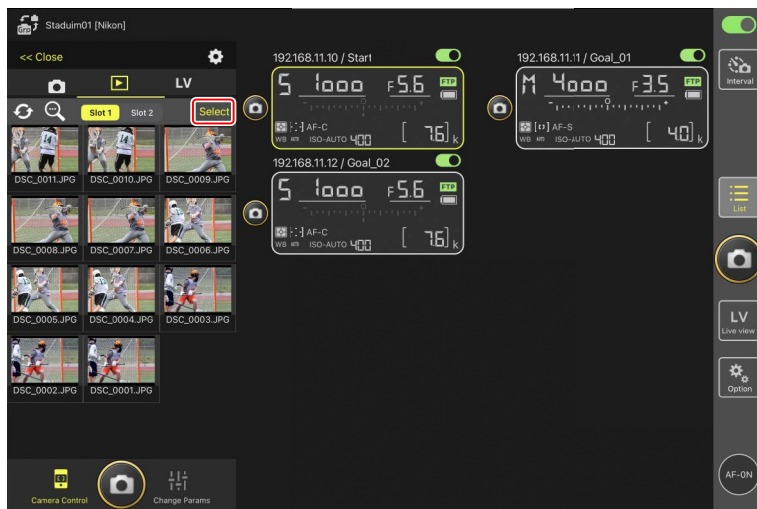 Grp Staduim01 [Nikon]
<< Close
LV
Slot 1 Slot 2 Select
DSC_0011.JPG DSC_0010.JPG DSC_0009.JPG
DSC_0008.JPG DSC_0007.JPG DSC_0006.JPG
DSC_0005.JPG DSC_0004.JPG DSC_0003.JPG
DSC_0002.JPG DSC_0001.JPG
Camera Control Change Params
192.168.11.10 / Start
S 1000 F5.6 FTP
AF-C
WB ISO-AUTO 400 [ 7.6] k
192.168.11.11 / Goal_01
M 4000 F3.5 FTP
AF-S
WB ISO-AUTO 400 [ 4.0] k
192.168.11.12 / Goal_02
S 1000 F5.6 FTP
AF-C
WB ISO-AUTO 400 [ 7.6] k
Interval
List
LV
Live view
Option
AF-ON